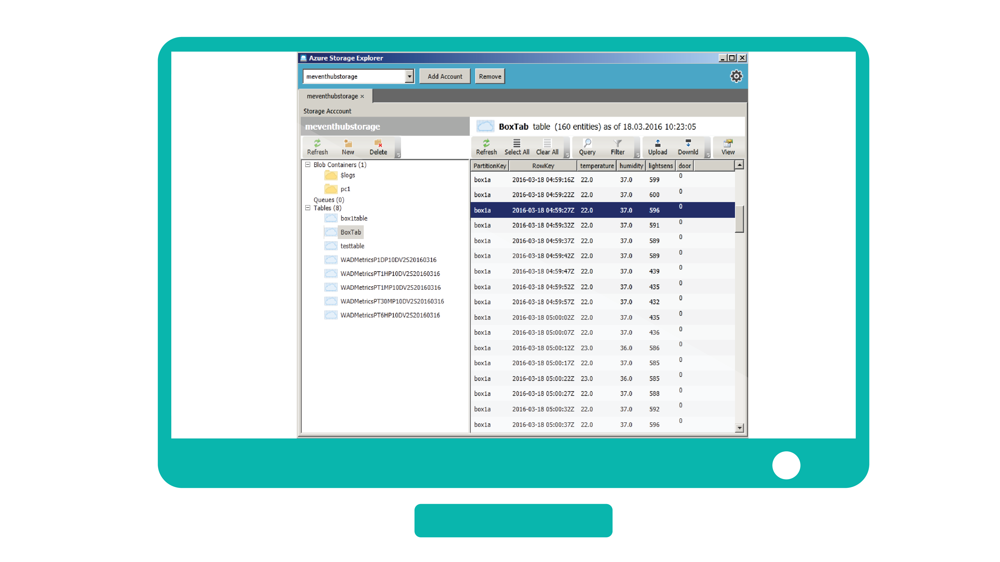 Azure Storage Explorer
meventhubstorage Add Account Remove
meventhubstorage ×
Storage Acccount
meventhubstorage
Refresh New Delete
Blob Containers (1)
$logs
pc1
Queues (0)
Tables (8)
box1table
BoxTab
testtable
WADMetricsP1DP10DV2S20160316
WADMetricsPT1HP10DV2S20160316
WADMetricsPT1MP10DV2S20160316
WADMetricsPT30MP10DV2S20160316
WADMetricsPT6HP10DV2S20160316
BoxTab table (160 entities) as of 18.03.2016 10:23:05
Refresh Select All Clear All Query Filter Upload Downld View
PartitionKey RowKey temperature humidity lightsens door
box1a 2016-03-18 04:59:16Z 22.0 37.0 599 0
box1a 2016-03-18 04:59:22Z 22.0 37.0 600 0
box1a 2016-03-18 04:59:27Z 22.0 37.0 596 0
box1a 2016-03-18 04:59:32Z 22.0 37.0 591 0
box1a 2016-03-18 04:59:37Z 22.0 37.0 589 0
box1a 2016-03-18 04:59:42Z 22.0 37.0 589 0
box1a 2016-03-18 04:59:47Z 22.0 37.0 439 0
box1a 2016-03-18 04:59:52Z 22.0 37.0 435 0
box1a 2016-03-18 04:59:57Z 22.0 37.0 432 0
box1a 2016-03-18 05:00:02Z 22.0 37.0 435 0
box1a 2016-03-18 05:00:07Z 22.0 37.0 436 0
box1a 2016-03-18 05:00:12Z 23.0 36.0 586 0
box1a 2016-03-18 05:00:17Z 22.0 37.0 585 0
box1a 2016-03-18 05:00:22Z 23.0 36.0 585 0
box1a 2016-03-18 05:00:27Z 22.0 37.0 588 0
box1a 2016-03-18 05:00:32Z 22.0 37.0 592 0
box1a 2016-03-18 05:00:37Z 22.0 37.0 596 0